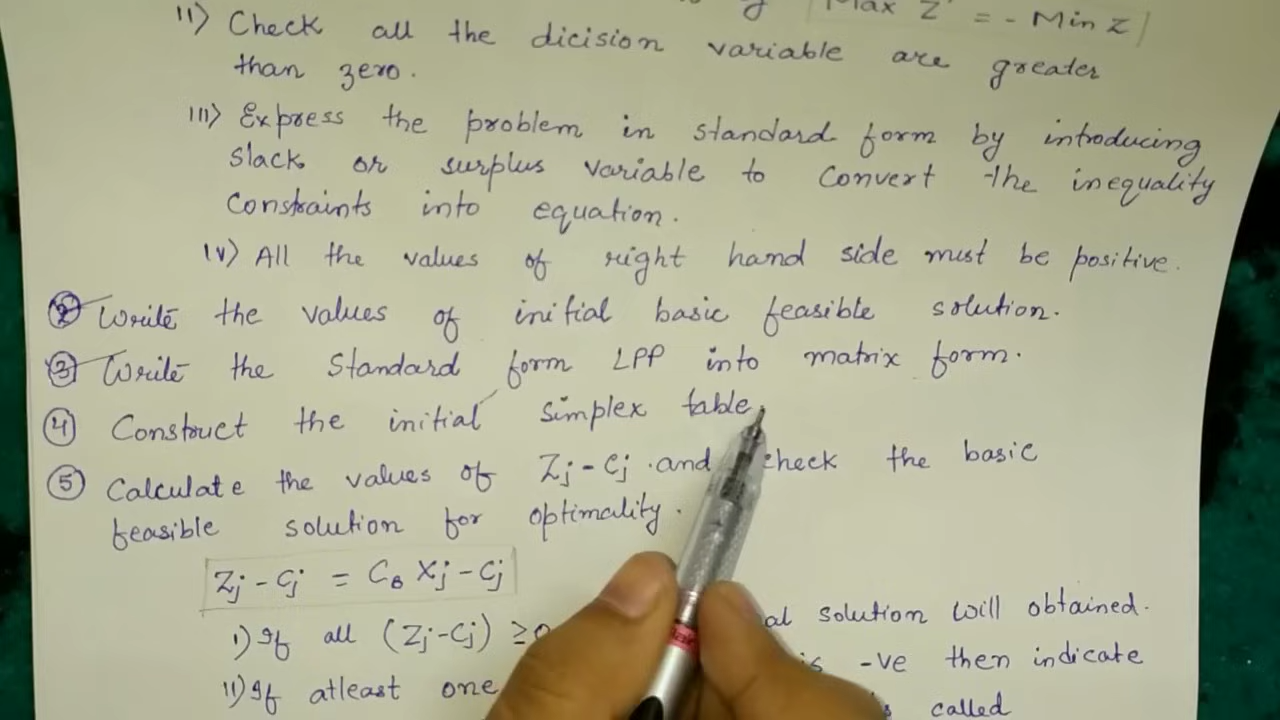 Max Z = - Min Z
ii) Check all the dicision variable are greater
than zero.
iii) Express the problem in standard form by introducing
slack or surplus variable to convert the inequality
constraints into equation.
iv) All the values of right hand side must be positive.
② Write the values of initial basic feasible solution.
③ Write the Standard form LPP into matrix form.
④ Construct the initial simplex table.
⑤ Calculate the values of Zj - Cj and check the basic
feasible solution for optimality.
Zj - Cj = CB Xj - Cj
i) If all (Zj - Cj) ≥ 0 solution will obtained.
ii) If atleast one -ve then indicate
called